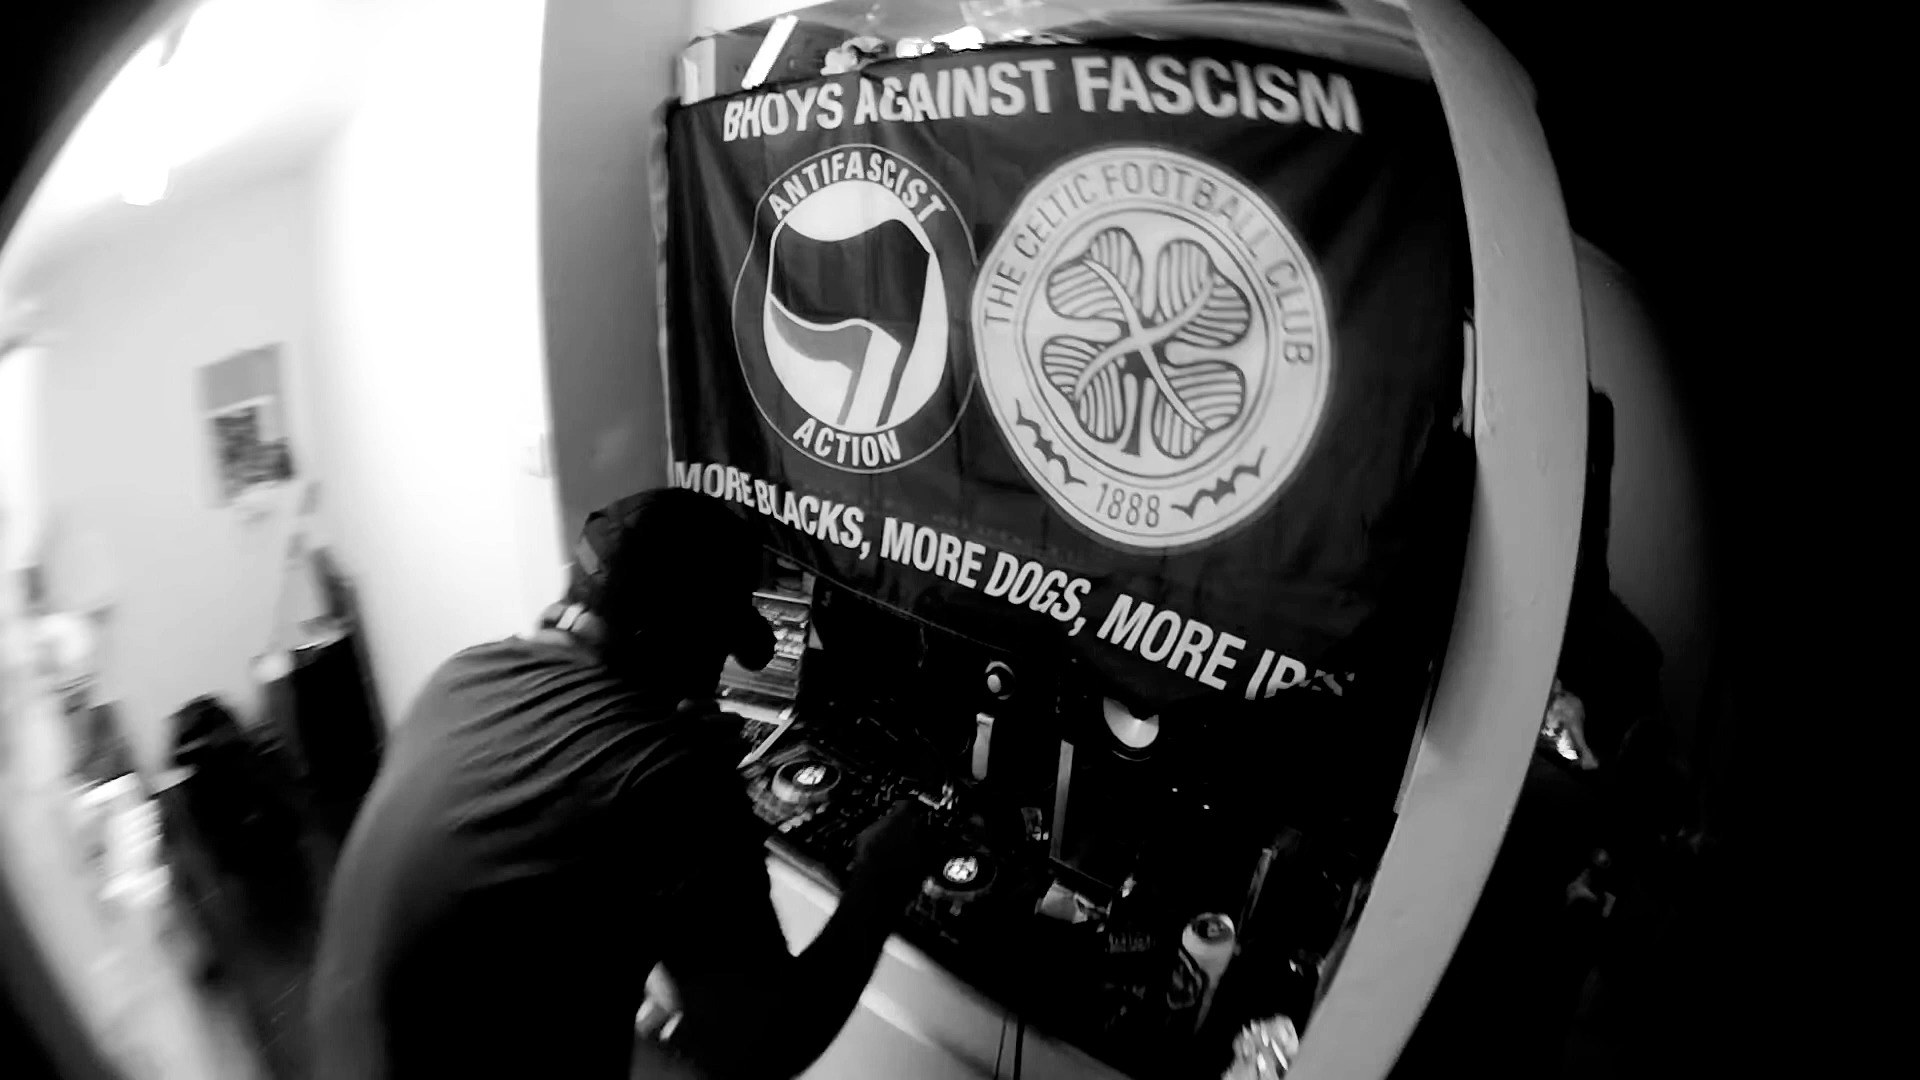 BHOYS AGAINST FASCISM
ANTIFASCIST
ACTION
THE CELTIC FOOTBALL CLUB
1888
MORE BLACKS, MORE DOGS, MORE